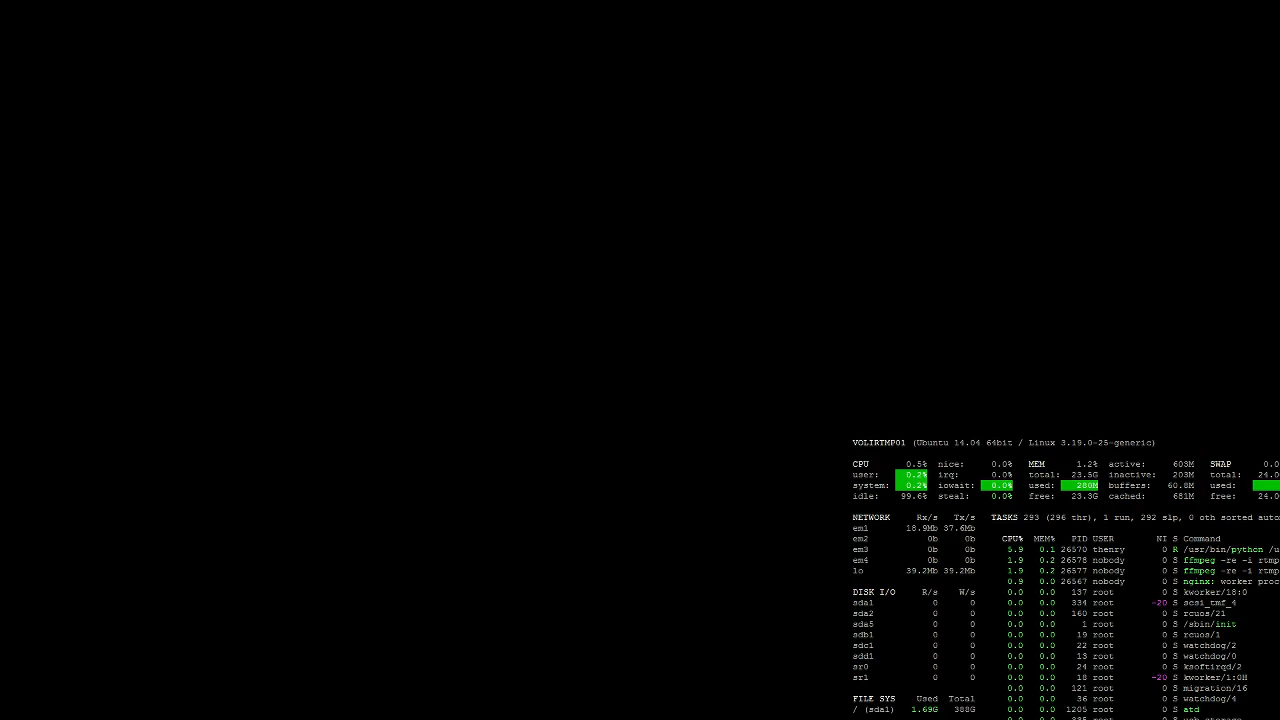 VOLIRTMP01 (Ubuntu 14.04 64bit / Linux 3.19.0-25-generic)
CPU 0.5% nice: 0.0% MEM 1.2% active: 603M SWAP 0.0
user: 0.2% irq: 0.0% total: 23.5G inactive: 203M total: 24.0
system: 0.2% iowait: 0.0% used: 280M buffers: 60.8M used:
idle: 99.6% steal: 0.0% free: 23.3G cached: 681M free: 24.0
NETWORK Rx/s Tx/s TASKS 293 (296 thr), 1 run, 292 slp, 0 oth sorted auto
em1 18.9Mb 37.6Mb
em2 0b 0b CPU% MEM% PID USER NI S Command
em3 0b 0b 5.9 0.1 26570 thenry 0 R /usr/bin/python /u
em4 0b 0b 1.9 0.2 26578 nobody 0 S ffmpeg -re -i rtmp
lo 39.2Mb 39.2Mb 1.9 0.2 26577 nobody 0 S ffmpeg -re -i rtmp
0.9 0.0 26567 nobody 0 S nginx: worker proc
DISK I/O R/s W/s 0.0 0.0 137 root 0 S kworker/18:0
sda1 0 0 0.0 0.0 334 root -20 S scsi_tmf_4
sda2 0 0 0.0 0.0 160 root 0 S rcuos/21
sda5 0 0 0.0 0.0 1 root 0 S /sbin/init
sdb1 0 0 0.0 0.0 19 root 0 S rcuos/1
sdc1 0 0 0.0 0.0 22 root 0 S watchdog/2
sdd1 0 0 0.0 0.0 13 root 0 S watchdog/0
sr0 0 0 0.0 0.0 24 root 0 S ksoftirqd/2
sr1 0 0 0.0 0.0 18 root -20 S kworker/1:0H
0.0 0.0 121 root 0 S migration/16
FILE SYS Used Total 0.0 0.0 36 root 0 S watchdog/4
/ (sda1) 1.69G 388G 0.0 0.0 1205 root 0 S atd